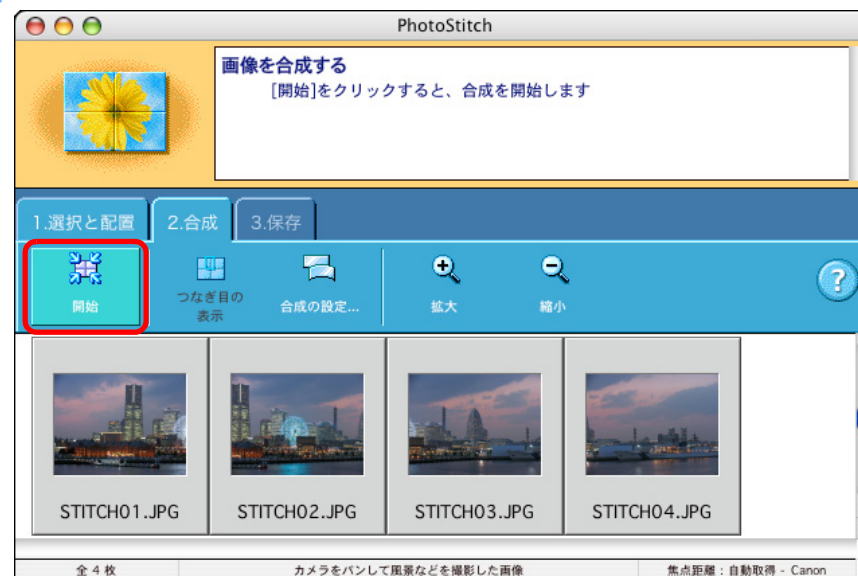 PhotoStitch
画像を合成する
[開始]をクリックすると、合成を開始します
1.選択と配置
2.合成
3.保存
開始
つなぎ目の
表示
合成の設定...
拡大
縮小
?
STITCH01.JPG
STITCH02.JPG
STITCH03.JPG
STITCH04.JPG
全 4 枚
カメラをパンして風景などを撮影した画像
焦点距離：自動取得 - Canon